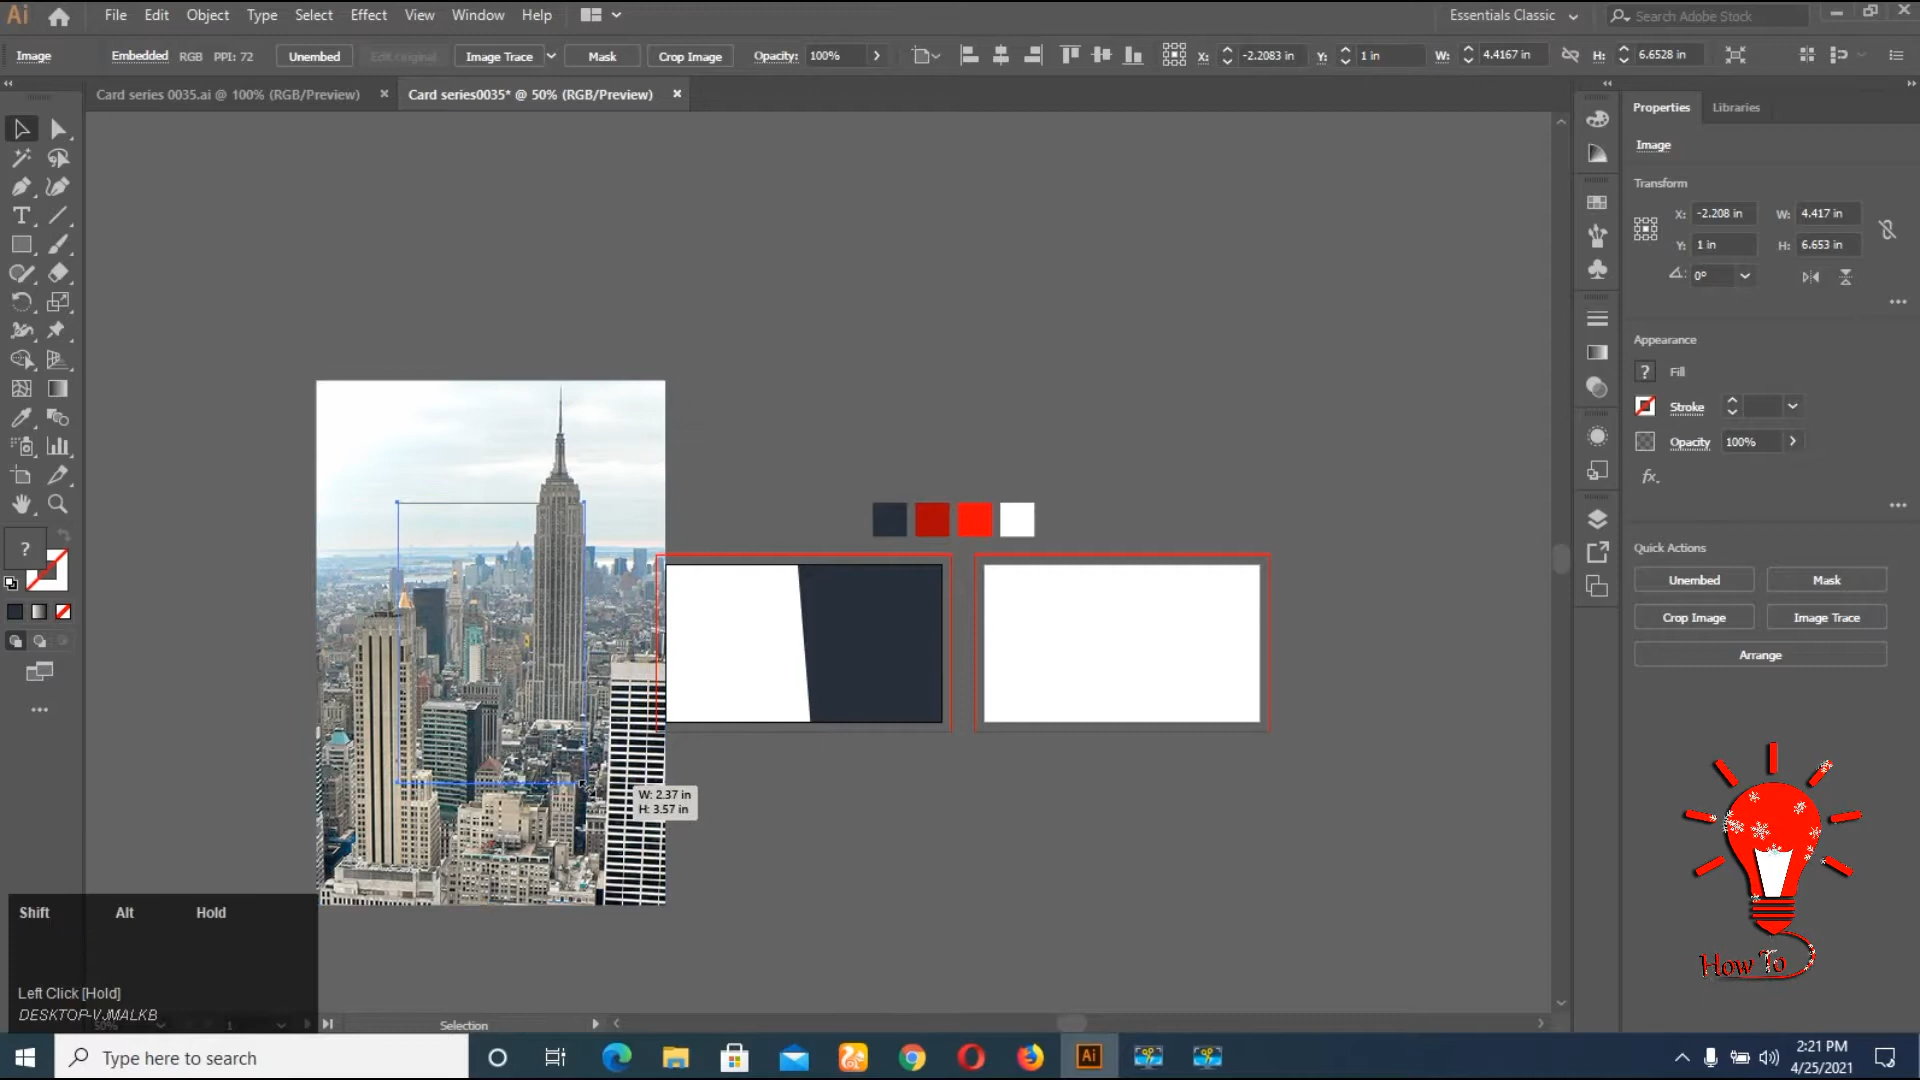 Ai File Edit Object Type Select Effect View Window Help Essentials Classic Search Adobe Stock
Image Embedded RGB PPI: 72 Unembed Edit original Image Trace Mask Crop Image Opacity: 100% X: -2.2083 in Y: 1 in W: 4.4167 in H: 6.6528 in
Card series 0035.ai @ 100% (RGB/Preview) Card series0035* @ 50% (RGB/Preview)
Properties Libraries
Image
Transform
X: -2.208 in W: 4.417 in
Y: 1 in H: 6.653 in
0°
Appearance
? Fill
Stroke
Opacity 100%
fx.
Quick Actions
Unembed Mask
Crop Image Image Trace
Arrange
?
W: 2.37 in
H: 3.57 in
How To
Shift Alt Hold
Left Click [Hold]
DESKTOP-VJMALKB
50% 1 Selection
Type here to search
Ai
2:21 PM
4/25/2021